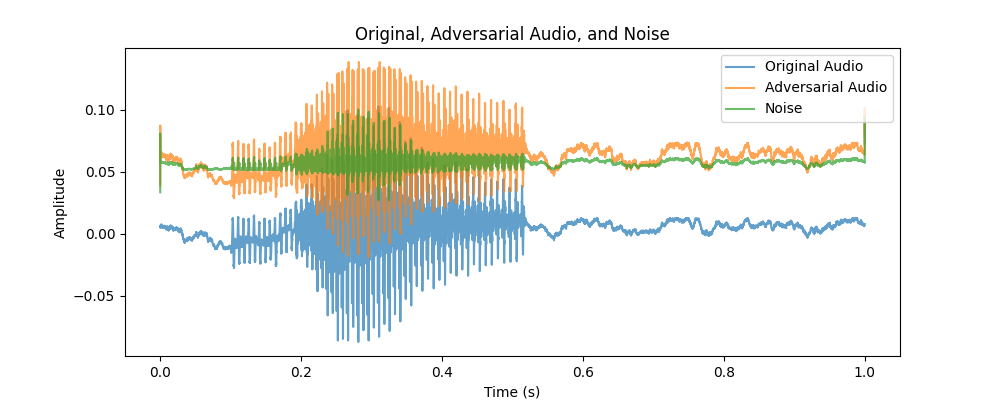 Original, Adversarial Audio, and Noise
Original Audio
Adversarial Audio
Noise
Amplitude
0.10
0.05
0.00
−0.05
0.0 0.2 0.4 0.6 0.8 1.0
Time (s)